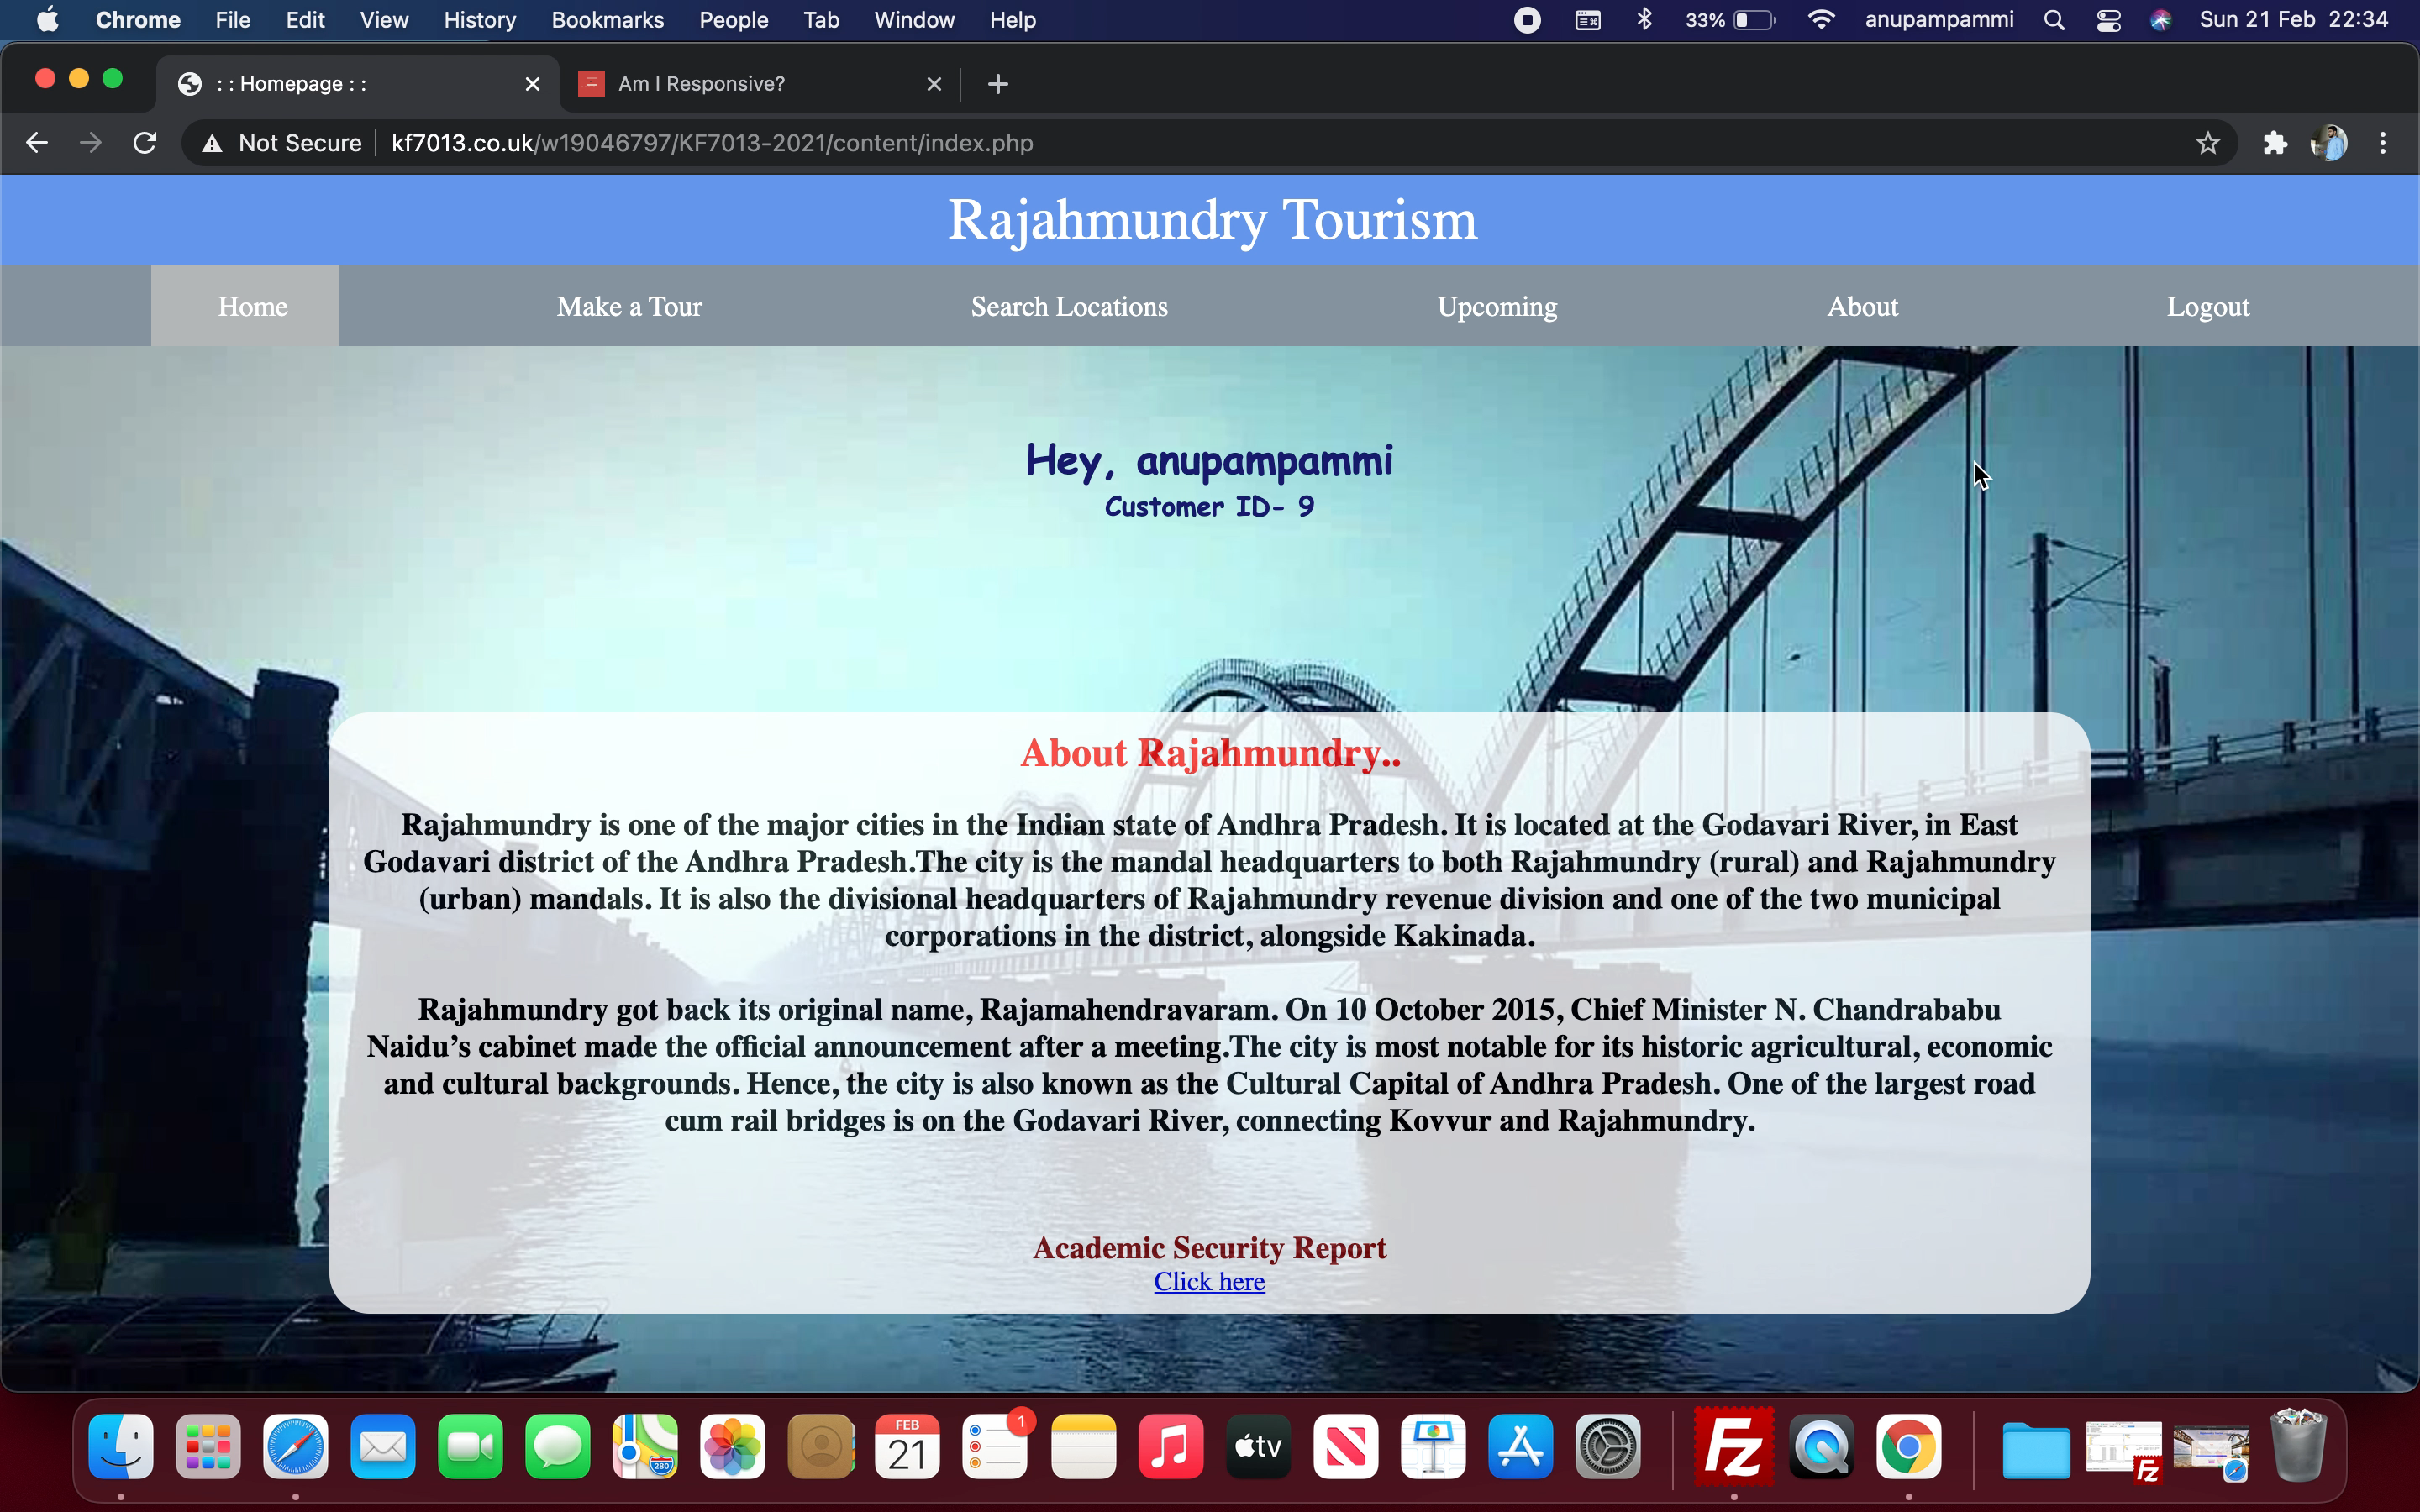 Chrome File Edit View History Bookmarks People Tab Window Help 33% anupampammi Sun 21 Feb 22:34
: : Homepage : : Am I Responsive?
Not Secure kf7013.co.uk/w19046797/KF7013-2021/content/index.php
Rajahmundry Tourism
Home Make a Tour Search Locations Upcoming About Logout
Hey, anupampammi
Customer ID- 9
About Rajahmundry..
Rajahmundry is one of the major cities in the Indian state of Andhra Pradesh. It is located at the Godavari River, in East
Godavari district of the Andhra Pradesh.The city is the mandal headquarters to both Rajahmundry (rural) and Rajahmundry
(urban) mandals. It is also the divisional headquarters of Rajahmundry revenue division and one of the two municipal
corporations in the district, alongside Kakinada.
Rajahmundry got back its original name, Rajamahendravaram. On 10 October 2015, Chief Minister N. Chandrababu
Naidu’s cabinet made the official announcement after a meeting.The city is most notable for its historic agricultural, economic
and cultural backgrounds. Hence, the city is also known as the Cultural Capital of Andhra Pradesh. One of the largest road
cum rail bridges is on the Godavari River, connecting Kovvur and Rajahmundry.
Academic Security Report
Click here
280 FEB 21 1 tv Fz Fz